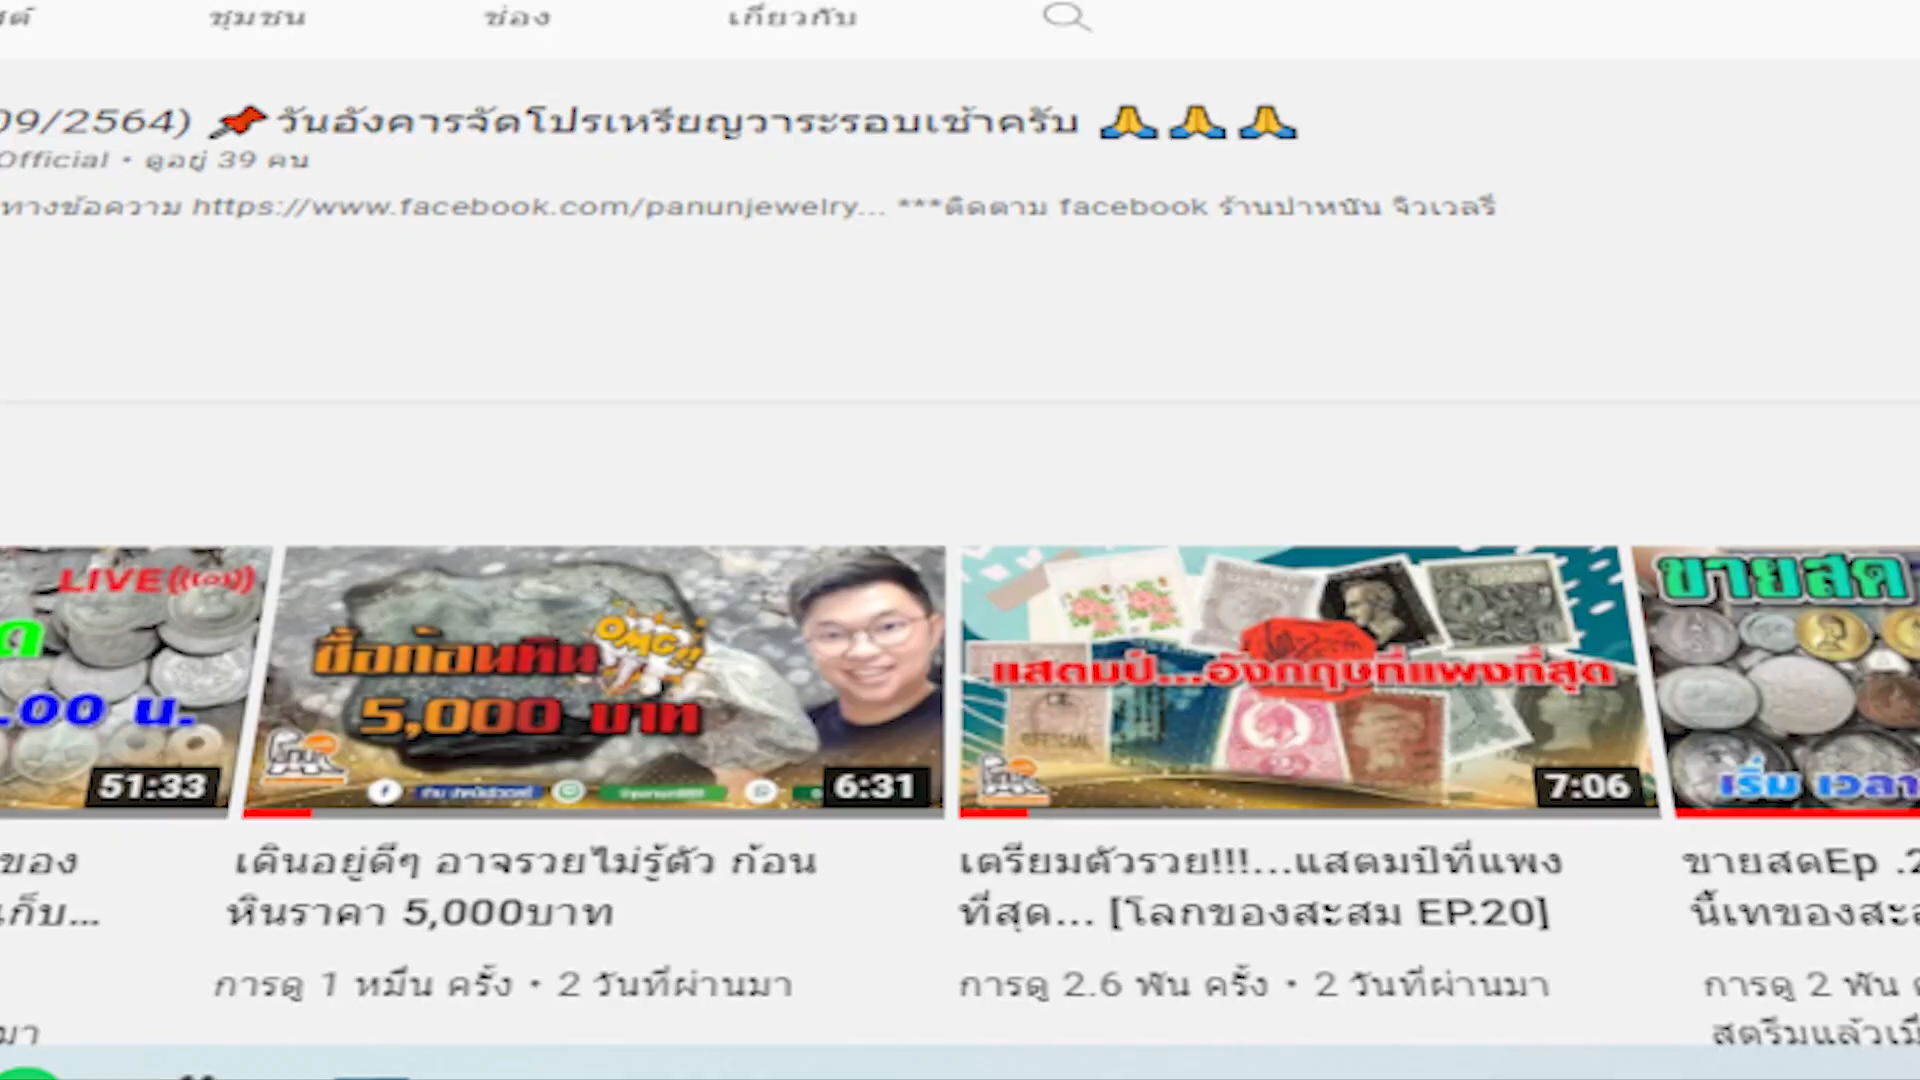 ชุมชน ช่อง เกี่ยวกับ
09/2564) 📌วันอังคารจัดโปรเหรียญวาระรอบเช้าครับ 🙏🙏🙏
Official • ดูอยู่ 39 คน
ทางข้อความ https://www.facebook.com/panunjewelry... ***ติดตาม facebook ร้านปาหนัน จิวเวลรี่
LIVE
.00 น.
51:33
ซื้อก้อนหิน
OMG!!
5,000 บาท
6:31
แสตมป์...อังกฤษที่แพงที่สุด
7:06
ขายสด
เริ่ม เวลา
ของ
เก็บ...
เดินอยู่ดีๆ อาจรวยไม่รู้ตัว ก้อน
หินราคา 5,000บาท
การดู 1 หมื่น ครั้ง • 2 วันที่ผ่านมา
เตรียมตัวรวย!!!...แสตมป์ที่แพง
ที่สุด... [โลกของสะสม EP.20]
การดู 2.6 พัน ครั้ง • 2 วันที่ผ่านมา
ขายสดEp .2
นี้เทของสะส
การดู 2 พัน
สตรีมแล้วเมื่
มา